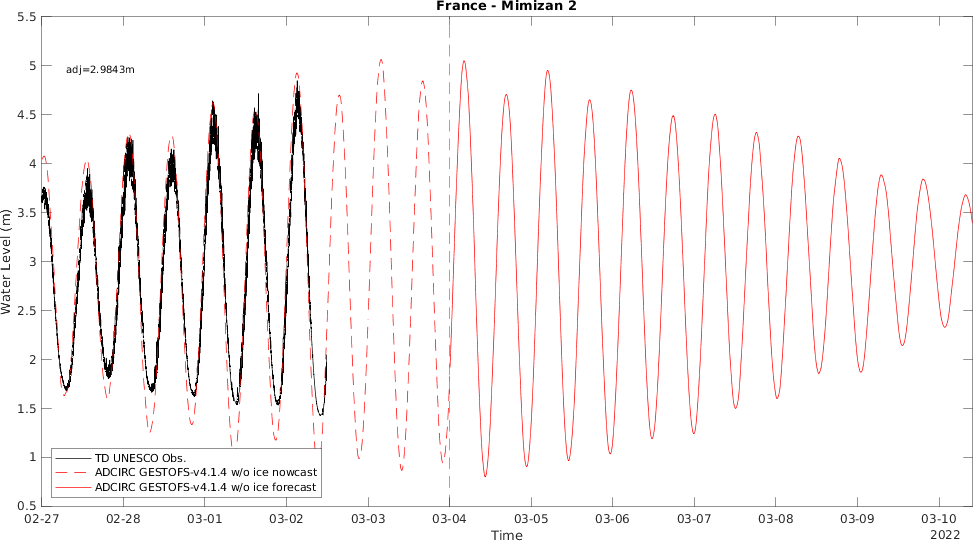 France - Mimizan 2
5.5
5
4.5
4
3.5
3
2.5
2
1.5
1
0.5
Water Level (m)
adj=2.9843m
TD UNESCO Obs.
ADCIRC GESTOFS-v4.1.4 w/o ice nowcast
ADCIRC GESTOFS-v4.1.4 w/o ice forecast
02-27 02-28 03-01 03-02 03-03 03-04 03-05 03-06 03-07 03-08 03-09 03-10
2022
Time